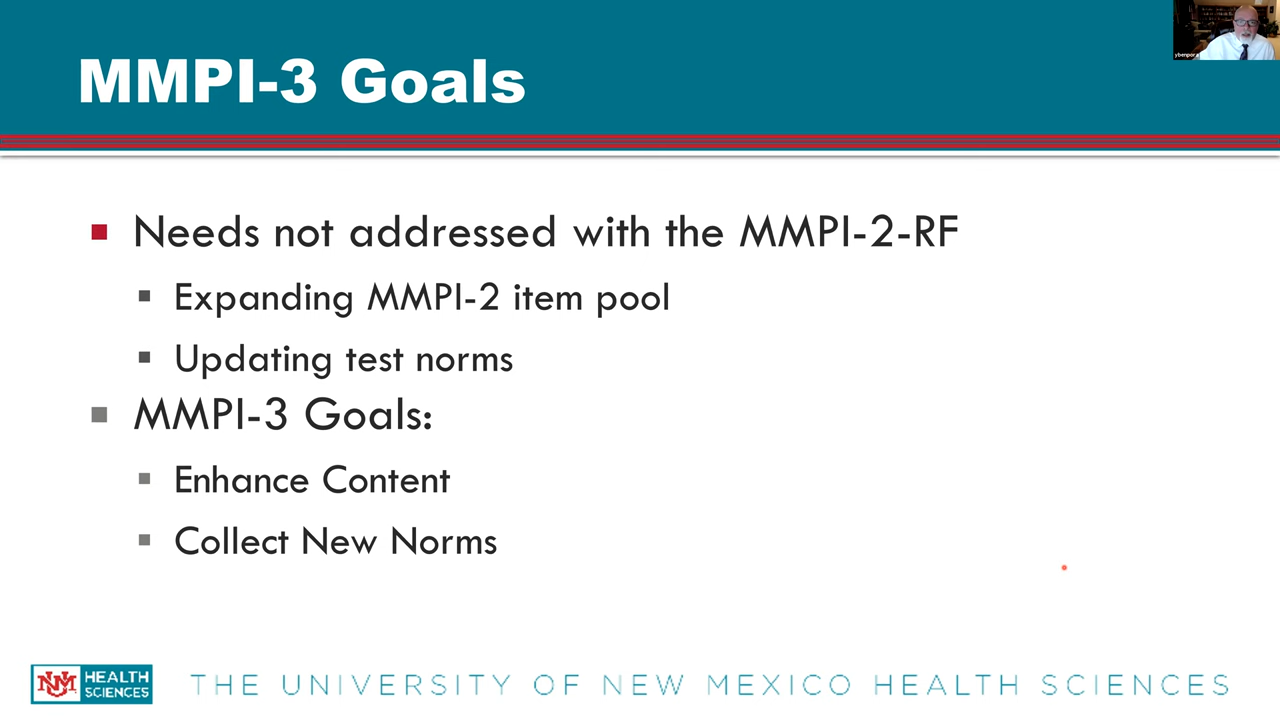 ybenpora
MMPI-3 Goals
Needs not addressed with the MMPI-2-RF
Expanding MMPI-2 item pool
Updating test norms
MMPI-3 Goals:
Enhance Content
Collect New Norms
UNM HEALTH SCIENCES
THE UNIVERSITY OF NEW MEXICO HEALTH SCIENCES